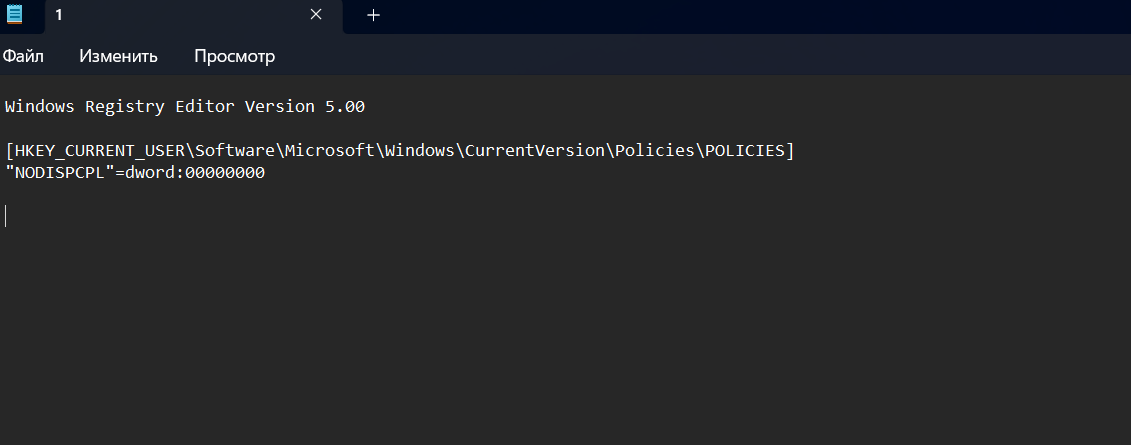 1
Файл Изменить Просмотр
Windows Registry Editor Version 5.00
[HKEY_CURRENT_USER\Software\Microsoft\Windows\CurrentVersion\Policies\POLICIES]
"NODISPCPL"=dword:00000000